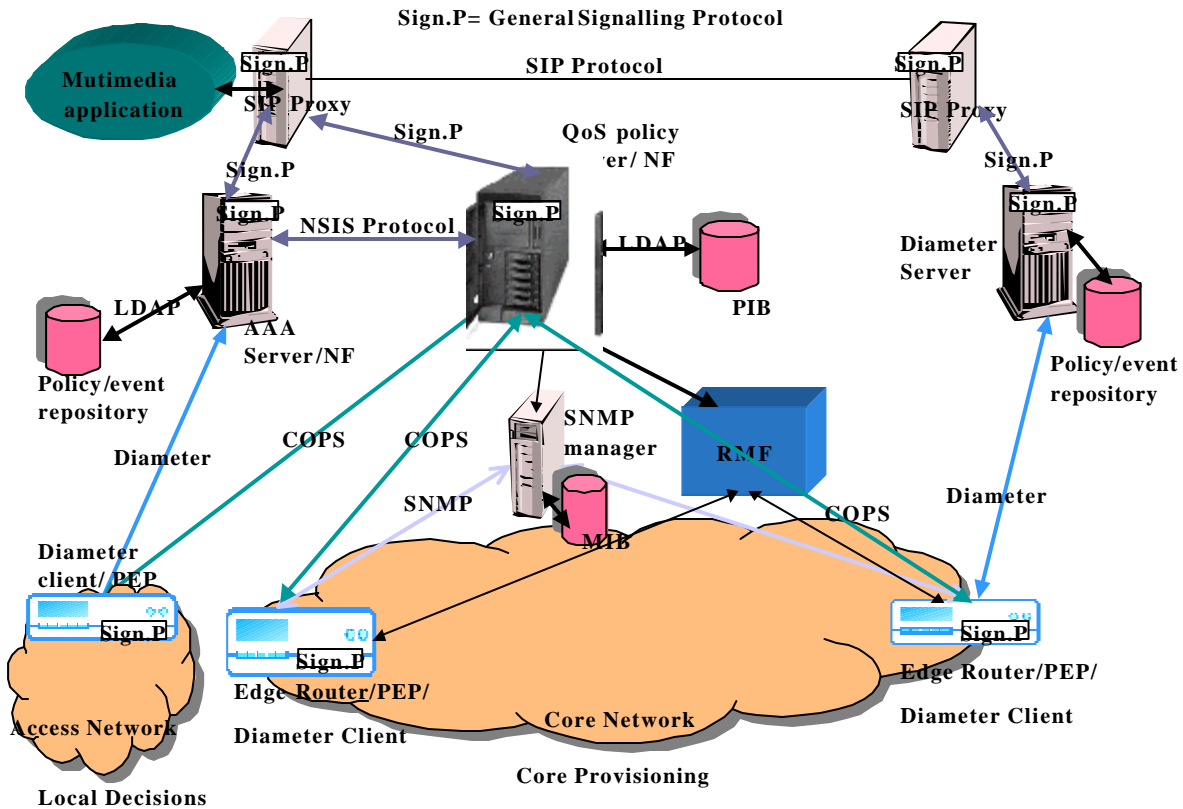 Sign.P= General Signalling Protocol
Sign.P
Mutimedia
application
SIP Proxy
SIP Protocol
Sign.P
SIP Proxy
Sign.P
QoS policy
ver/ NF
Sign.P
Sign.P
Sign.P
Sign.P
Sign.P
NSIS Protocol
LDAP
Diameter
Server
LDAP
AAA
Server/NF
PIB
Policy/event
repository
Policy/event
repository
SNMP
manager
COPS
COPS
RMF
Diameter
SNMP
Diameter
COPS
MIB
Diameter
client/ PEP
Sign.P
Sign.P
Sign.P
Edge Router/PEP/
Diameter Client
Edge Router/PEP/
Diameter Client
Access Network
Core Network
Core Provisioning
Local Decisions